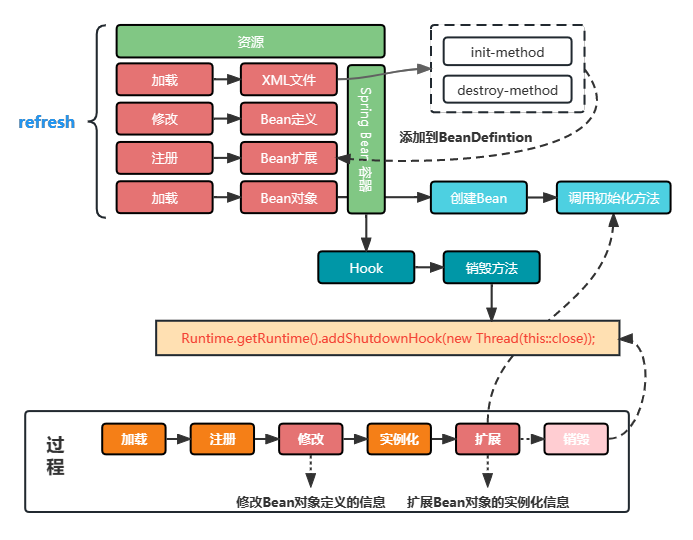 资源
init-method
加载
XML文件
destroy-method
修改
Bean定义
refresh
Spring Bean 容器
添加到BeanDefintion
注册
Bean扩展
加载
Bean对象
创建Bean
调用初始化方法
Hook
销毁方法
Runtime.getRuntime().addShutdownHook(new Thread(this::close));
过程
加载
注册
修改
实例化
扩展
销毁
修改Bean对象定义的信息
扩展Bean对象的实例化信息